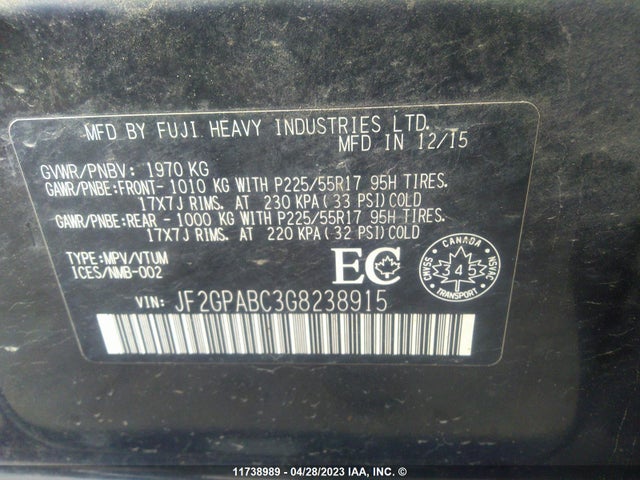 MFD BY FUJI HEAVY INDUSTRIES LTD.
MFD IN 12/15
GVWR/PNBV: 1970 KG
GAWR/PNBE:FRONT- 1010 KG WITH P225/55R17 95H TIRES.
17X7J RIMS. AT 230 KPA(33 PSI)COLD
GAWR/PNBE:REAR - 1000 KG WITH P225/55R17 95H TIRES.
17X7J RIMS. AT 220 KPA(32 PSI)COLD
TYPE:MPV/VTUM
ICES/NMB-002
EC
CANADA
CMVSS 345 NSVAC
TRANSPORT
VIN: JF2GPABC3G8238915
11738989 - 04/28/2023 IAA, INC. ©